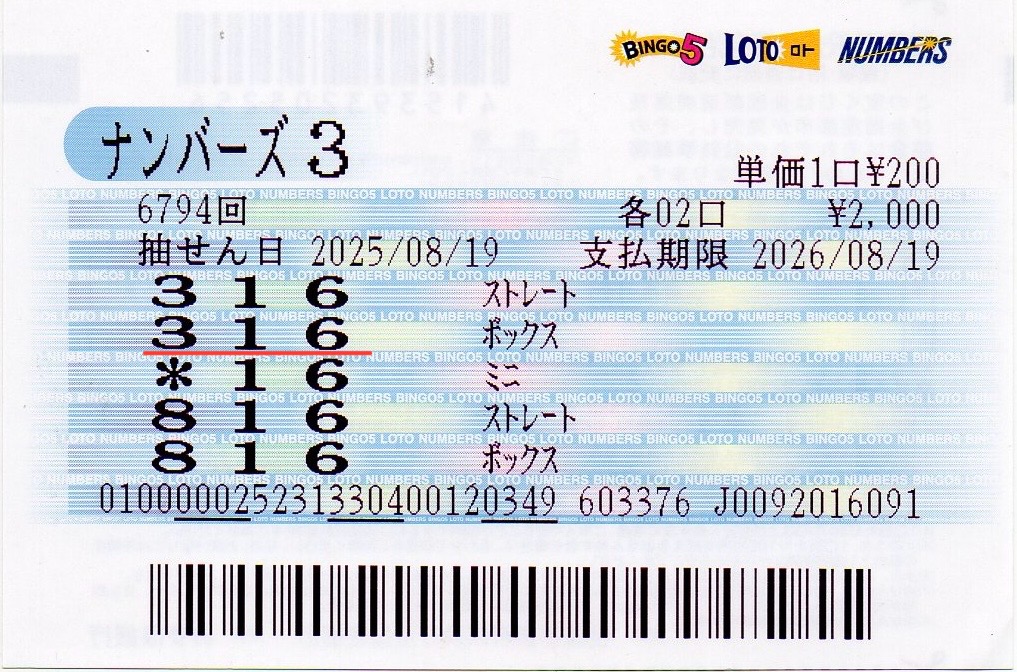 BINGO5 LOTO ロト NUMBERS
ナンバーズ 3
単価1口¥200
6794回 各02口 ¥2,000
抽せん日 2025/08/19 支払期限 2026/08/19
3 1 6 ストレート
3 1 6 ボックス
* 1 6 ミニ
8 1 6 ストレート
8 1 6 ボックス
010000025231330400120349 603376 J0092016091